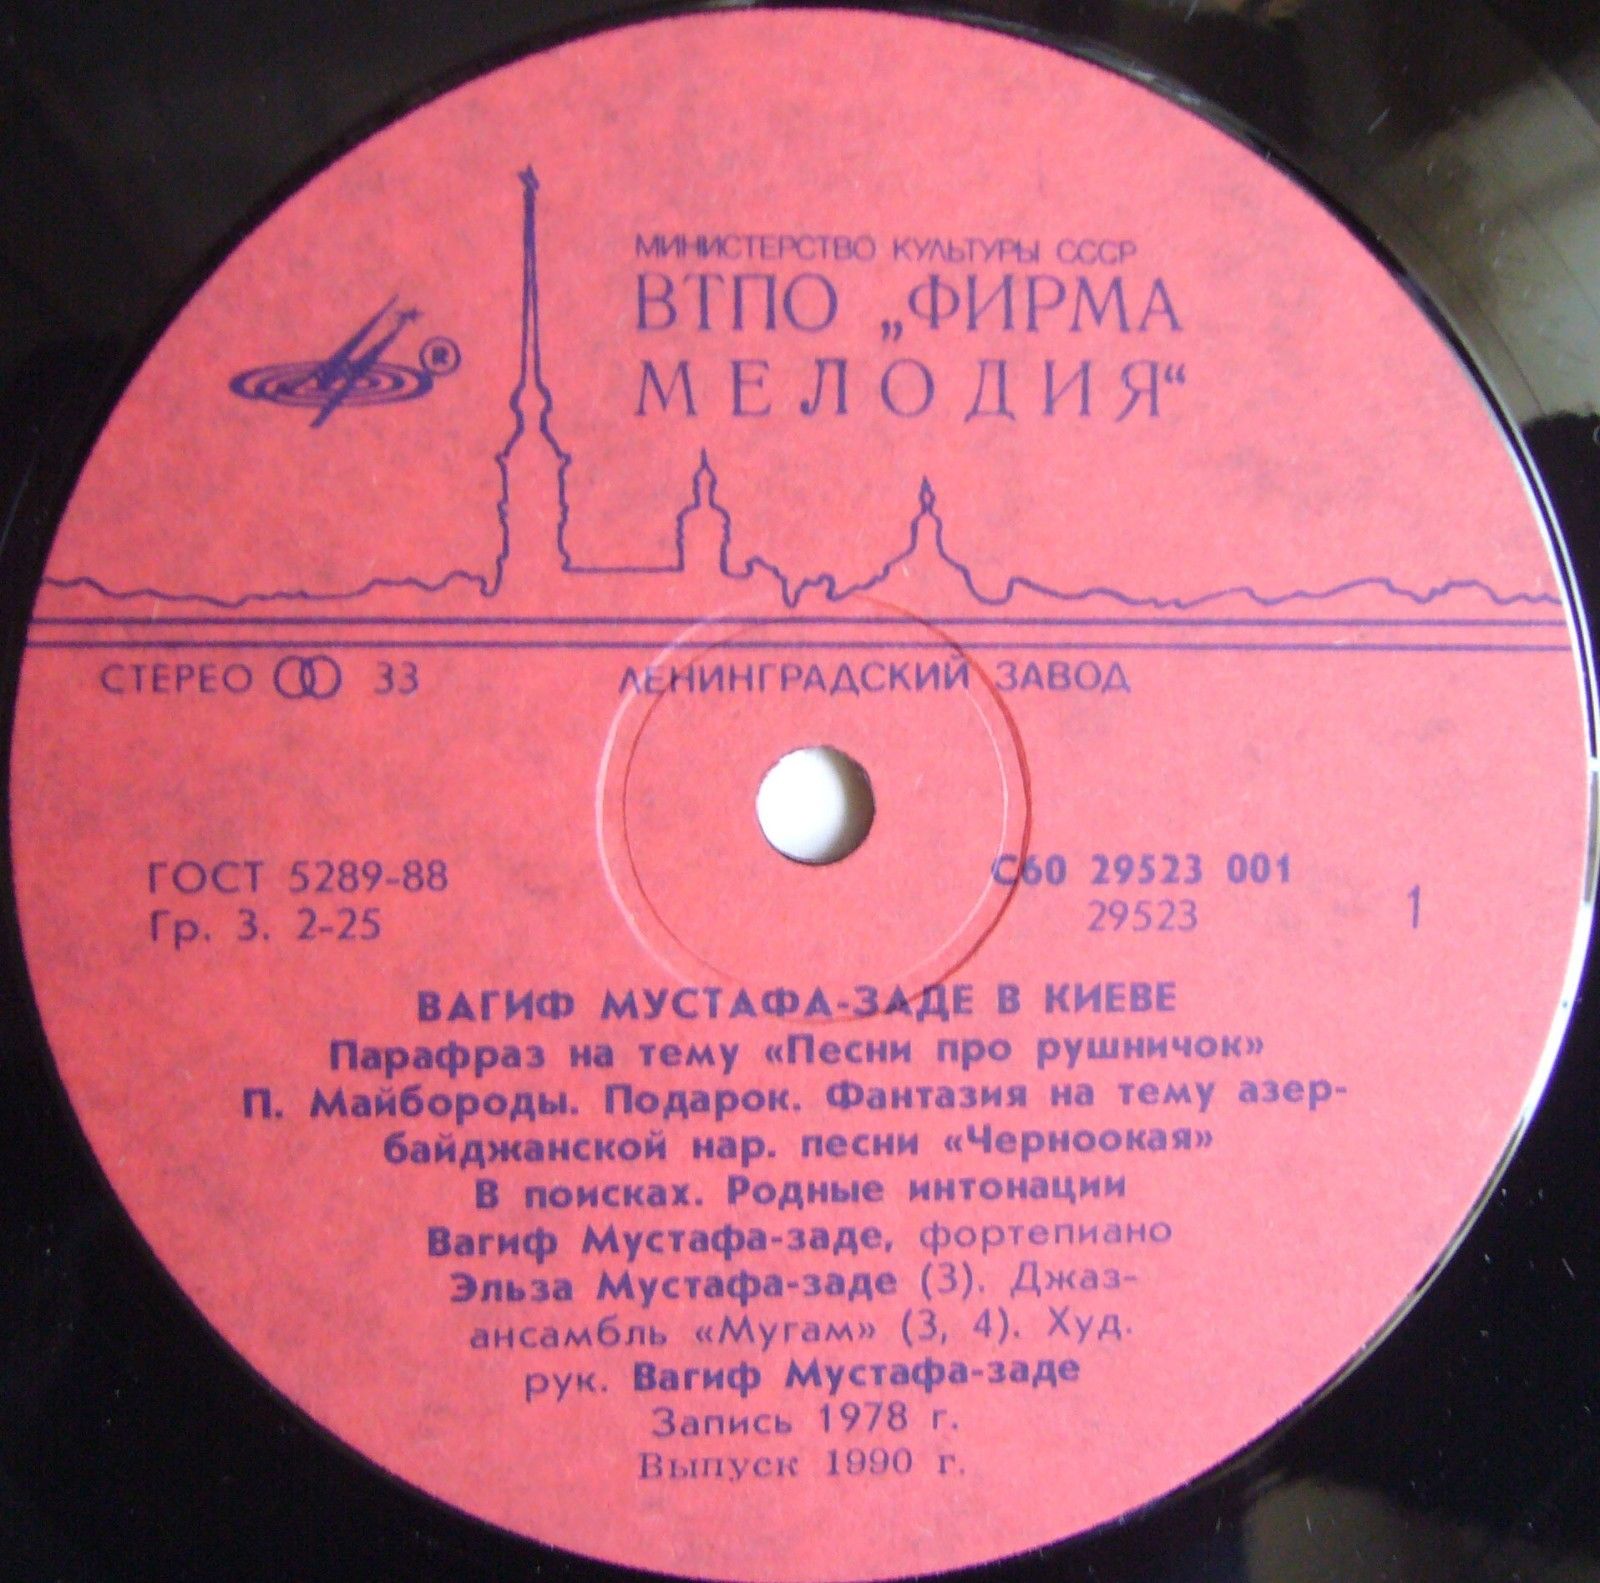 МИНИСТЕРСТВО КУЛЬТУРЫ СССР
ВТПО „ФИРМА
МЕЛОДИЯ“
®
СТЕРЕО 33
ЛЕНИНГРАДСКИЙ ЗАВОД
ГОСТ 5289-88
Гр. 3. 2-25
С60 29523 001
29523
1
ВАГИФ МУСТАФА-ЗАДЕ В КИЕВЕ
Парафраз на тему «Песни про рушничок»
П. Майбороды. Подарок. Фантазия на тему азер-
байджанской нар. песни «Черноокая»
В поисках. Родные интонации
Вагиф Мустафа-заде, фортепиано
Эльза Мустафа-заде (3). Джаз-
ансамбль «Мугам» (3, 4). Худ.
рук. Вагиф Мустафа-заде
Запись 1978 г.
Выпуск 1990 г.